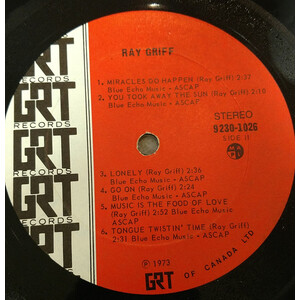 RAY GRIFF
1. MIRACLES DO HAPPEN (Ray Griff) 2:37
Blue Echo Music - ASCAP
2. YOU TOOK AWAY THE SUN (Ray Griff) 2:18
Blue Echo Music - ASCAP
STEREO
9230-1026
SIDE II
3. LONELY (Ray Griff) 2:36
Blue Echo Music - ASCAP
4. GO ON (Ray Griff) 2:24
Blue Echo Music - ASCAP
5. MUSIC IS THE FOOD OF LOVE
(Ray Griff) 2:52 Blue Echo Music
- ASCAP
6. TONGUE TWISTIN' TIME (Ray Griff)
2:31 Blue Echo Music - ASCAP
℗ 1972
GRT OF CANADA LTD
GRT
RECORDS
GRT
RECORDS
GRT
RECORDS
GRT